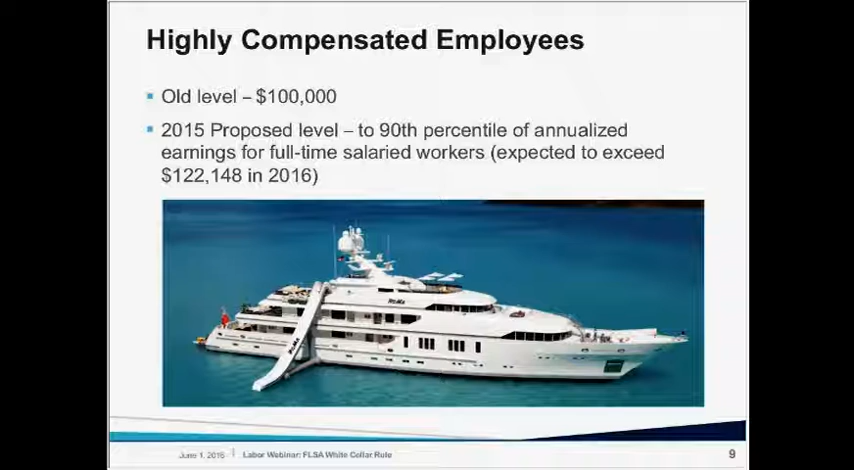 Highly Compensated Employees
Old level – $100,000
2015 Proposed level – to 90th percentile of annualized
earnings for full-time salaried workers (expected to exceed
$122,148 in 2016)
RoMa
RoMa
June 1, 2016 | Labor Webinar: FLSA White Collar Rule
9